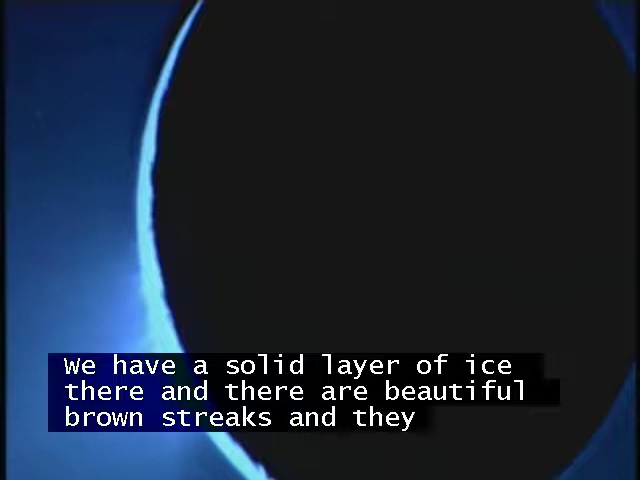 We have a solid layer of ice
there and there are beautiful
brown streaks and they